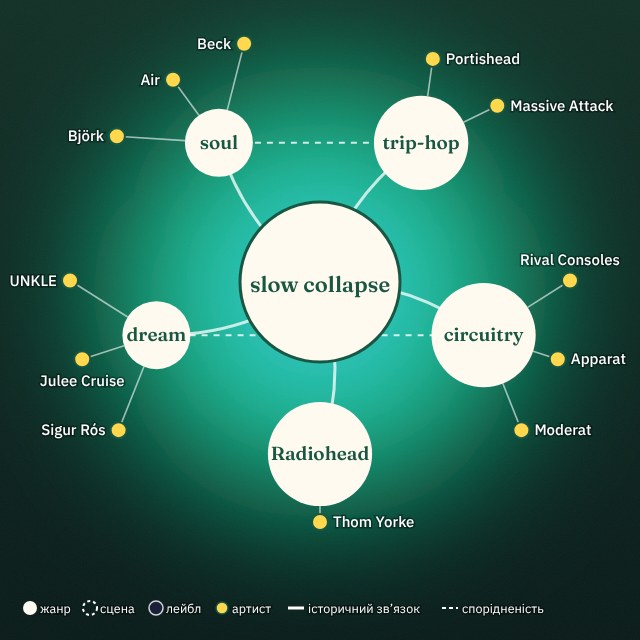 Beck
Portishead
Air
Massive Attack
Björk
soul
trip-hop
Rival Consoles
UNKLE
slow collapse
dream
circuitry
Julee Cruise
Apparat
Sigur Rós
Moderat
Radiohead
Thom Yorke
жанр сцена лейбл артист історичний зв’язок спорідненість